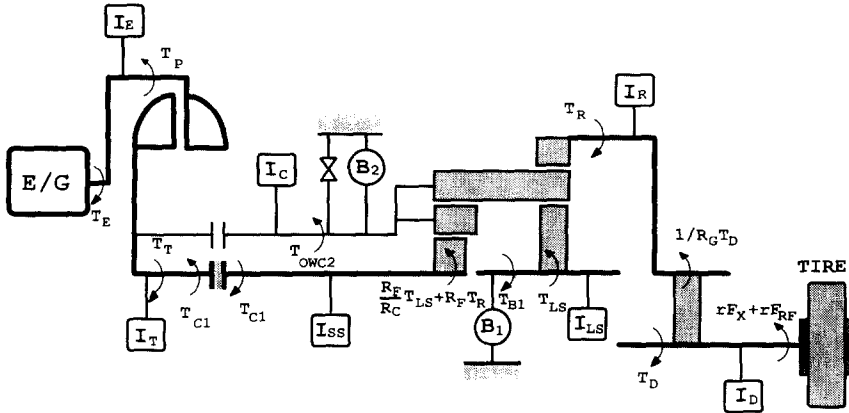 I_E
T_P
E/G
T_E
I_C
B_2
T_R
I_R
T_T
T_OWC2
1/R_G T_D
TIRE
I_T
T_C1
T_C1
I_SS
R_F/R_C T_LS+R_F T_R
T_B1
T_LS
B_1
I_LS
rF_X+rF_RF
T_D
I_D